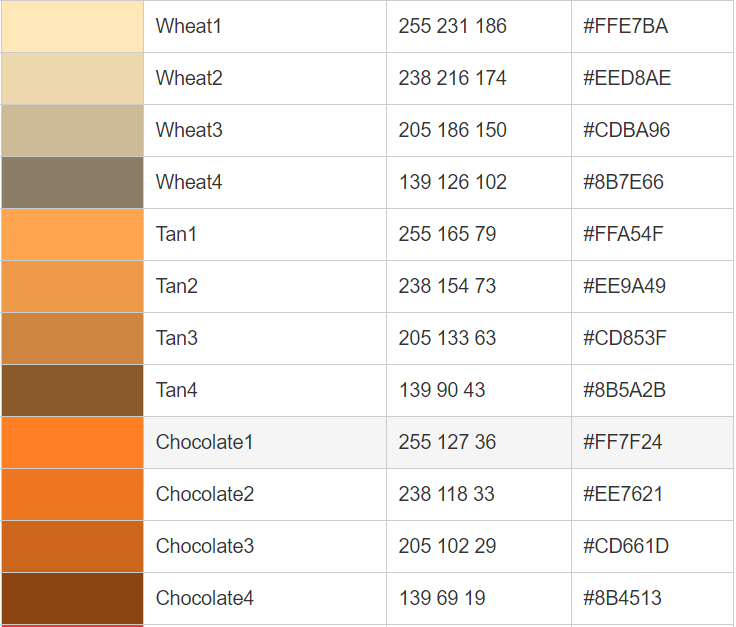 Wheat1 255 231 186 #FFE7BA
Wheat2 238 216 174 #EED8AE
Wheat3 205 186 150 #CDBA96
Wheat4 139 126 102 #8B7E66
Tan1 255 165 79 #FFA54F
Tan2 238 154 73 #EE9A49
Tan3 205 133 63 #CD853F
Tan4 139 90 43 #8B5A2B
Chocolate1 255 127 36 #FF7F24
Chocolate2 238 118 33 #EE7621
Chocolate3 205 102 29 #CD661D
Chocolate4 139 69 19 #8B4513